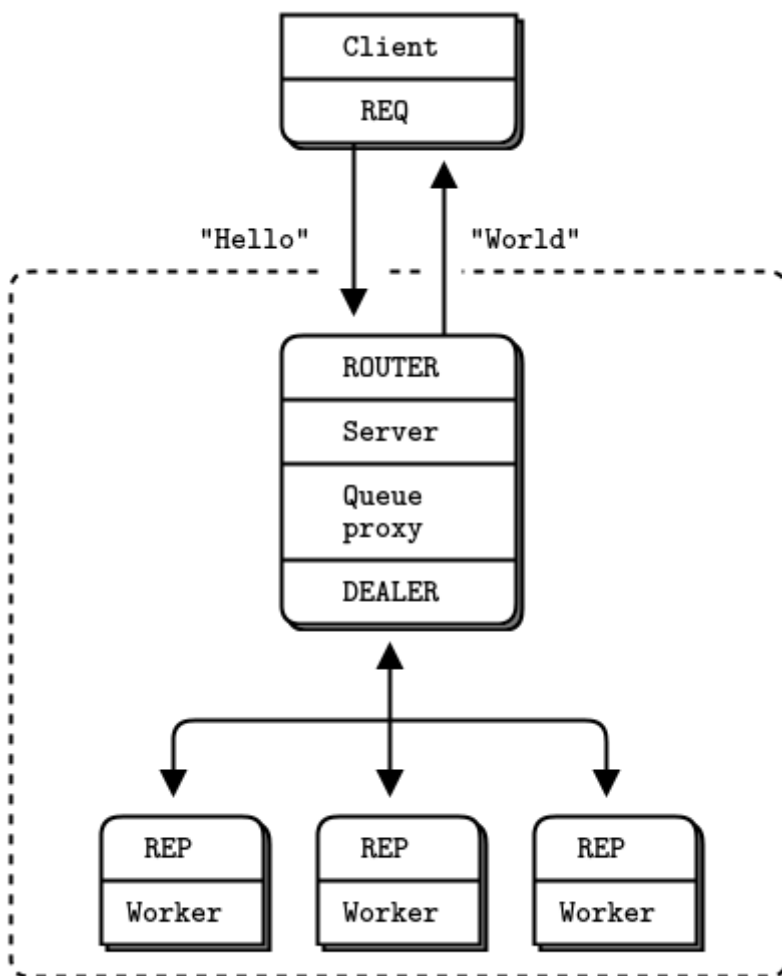 Client
REQ
"Hello" "World"
ROUTER
Server
Queue
proxy
DEALER
REP REP REP
Worker Worker Worker